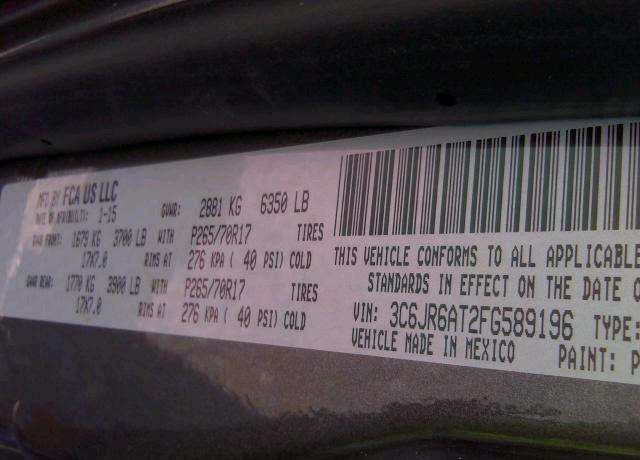 MFD BY FCA US LLC
DATE OF MFR(BUILT): 2-15 GVWR: 2881 KG 6350 LB
GAWR FRONT: 1679 KG 3700 LB WITH P265/70R17 TIRES
17X7.0 RIMS AT 276 KPA ( 40 PSI) COLD
GAWR REAR: 1770 KG 3900 LB WITH P265/70R17 TIRES
17X7.0 RIMS AT 276 KPA ( 40 PSI) COLD
THIS VEHICLE CONFORMS TO ALL APPLICABLE
STANDARDS IN EFFECT ON THE DATE O
VIN: 3C6JR6AT2FG589196 TYPE:
VEHICLE MADE IN MEXICO PAINT: P